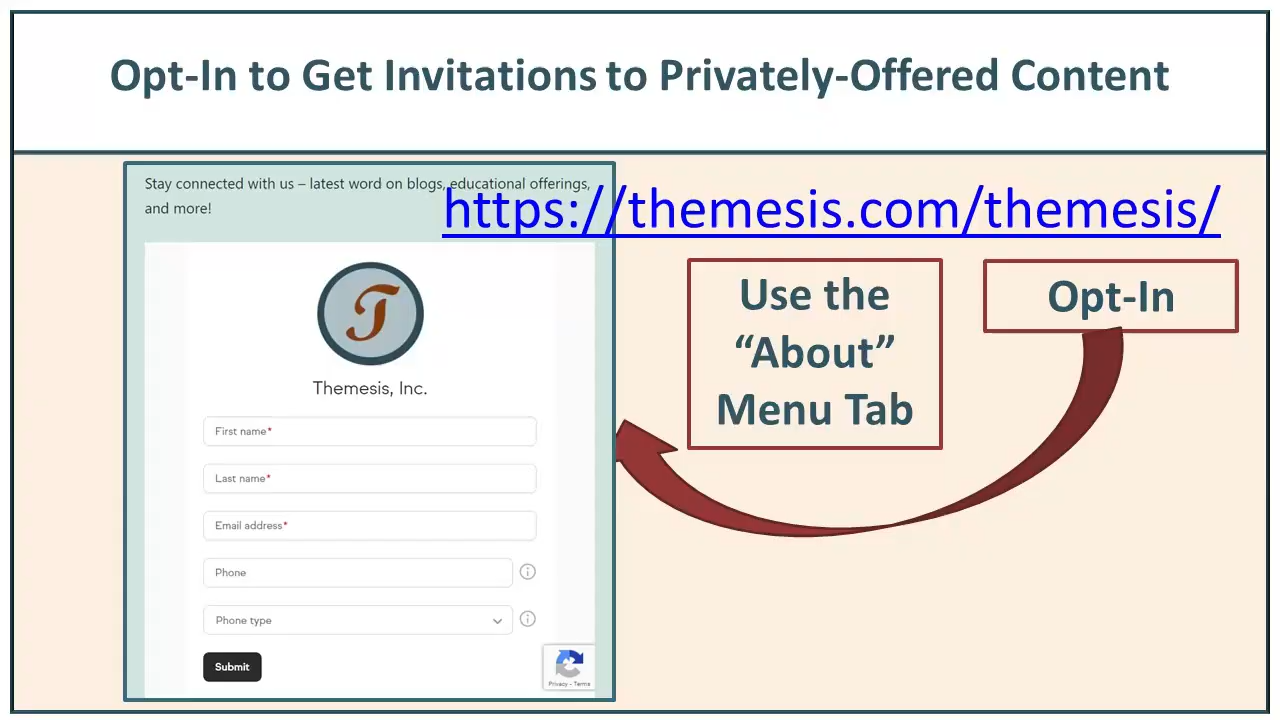 Opt-In to Get Invitations to Privately-Offered Content
Stay connected with us – latest word on blogs, educational offerings,
and more!
https://themesis.com/themesis/
T
Themesis, Inc.
First name*
Last name*
Email address*
Phone
Phone type
Submit
Privacy - Terms
Use the
“About”
Menu Tab
Opt-In